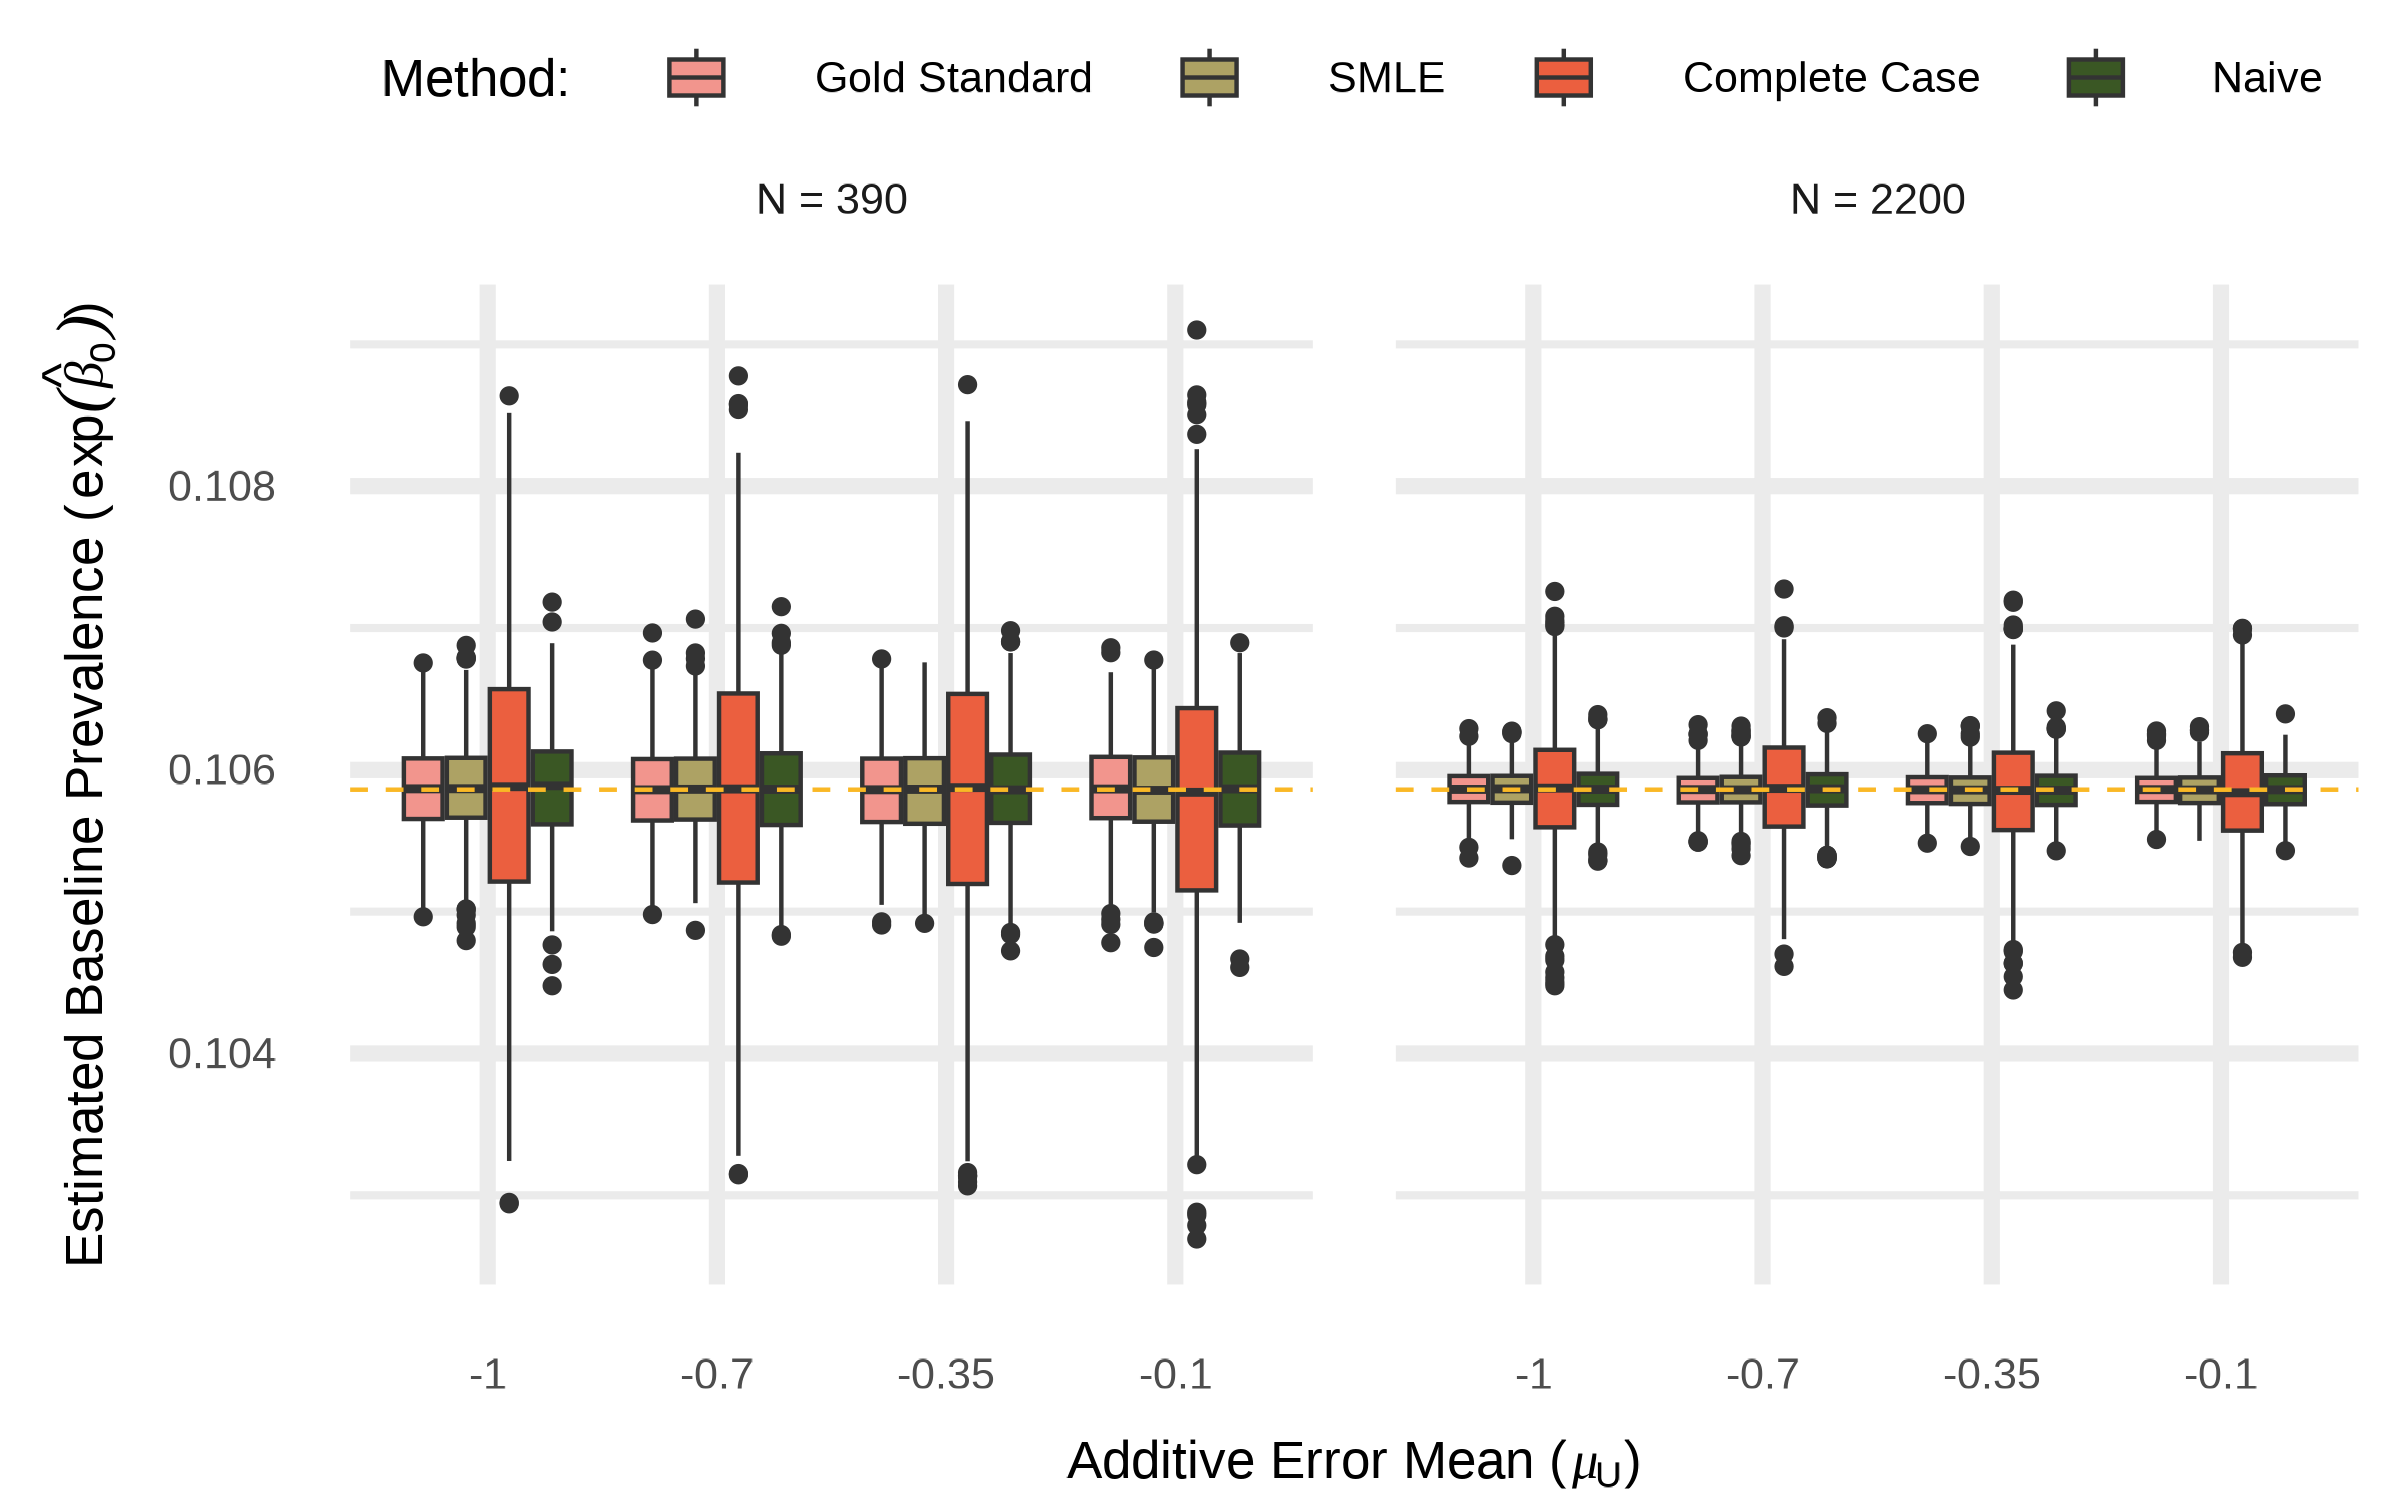 Method: Gold Standard SMLE Complete Case Naive
N = 390 N = 2200
Estimated Baseline Prevalence (exp(β̂₀))
0.108
0.106
0.104
-1 -0.7 -0.35 -0.1 -1 -0.7 -0.35 -0.1
Additive Error Mean (μ_U)